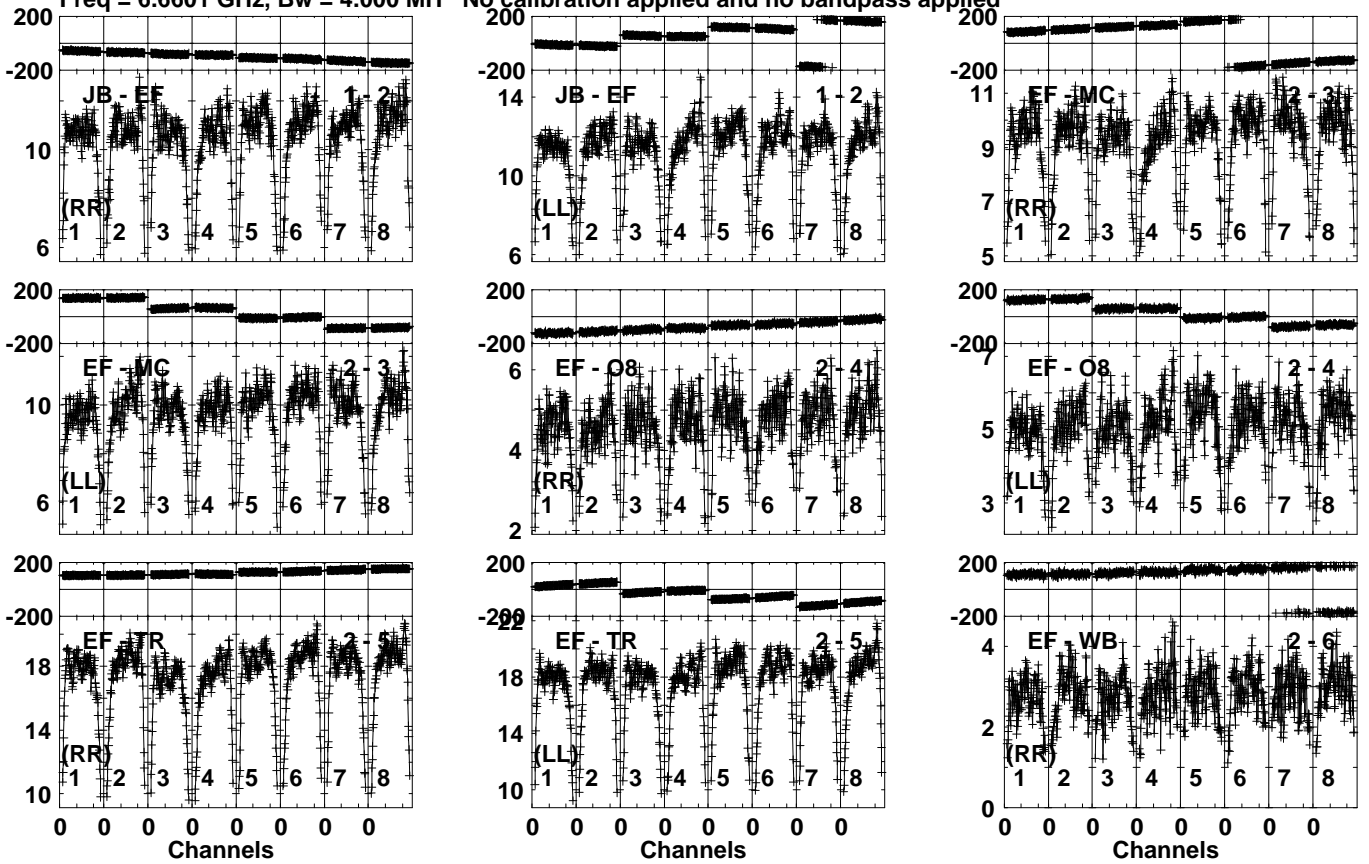 Freq = 6.6601 GHz, Bw = 4.000 MH No calibration applied and no bandpass applied
200
-200
JB - EF 1 - 2
10
(RR)
1 2 3 4 5 6 7 8
6
200
-200
14
JB - EF 1 - 2
10
(LL)
1 2 3 4 5 6 7 8
6
200
-200
11
EF - MC 2 - 3
9
7
(RR)
1 2 3 4 5 6 7 8
5
200
-200
EF - MC 2 - 3
10
(LL)
6
1 2 3 4 5 6 7 8
200
-200
6
EF - O8 2 - 4
4
(RR)
1 2 3 4 5 6 7 8
2
200
-200
7
EF - O8 2 - 4
5
(LL)
3
1 2 3 4 5 6 7 8
200
-200
EF - TR 2 - 5
18
14
(RR)
1 2 3 4 5 6 7 8
10
0 0 0 0 0 0 0 0
Channels
200
-200
22
EF - TR 2 - 5
18
14
(LL)
1 2 3 4 5 6 7 8
10
0 0 0 0 0 0 0 0
Channels
200
-200
4
EF - WB 2 - 6
2
(RR)
1 2 3 4 5 6 7 8
0
0 0 0 0 0 0 0 0
Channels